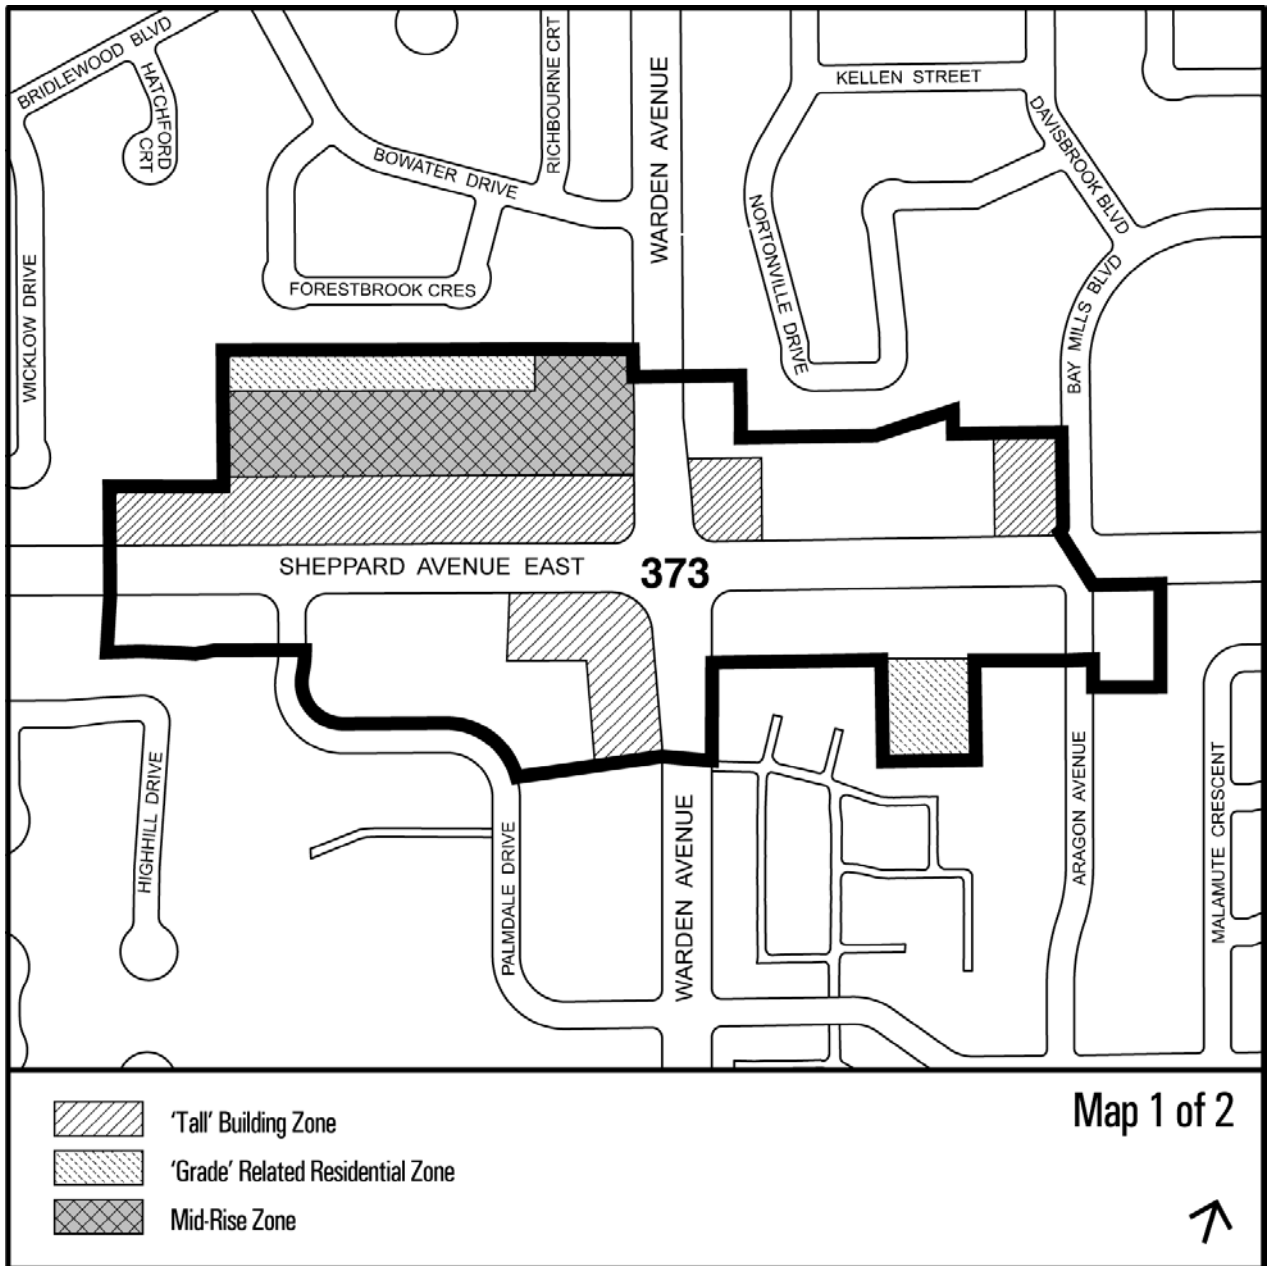 BRIDLEWOOD BLVD
HATCHFORD
CRT
RICHBOURNE CRT
WARDEN AVENUE
KELLEN STREET
DAVISBROOK BLVD
BOWATER DRIVE
NORTONVILLE DRIVE
WICKLOW DRIVE
FORESTBROOK CRES
BAY MILLS BLVD
SHEPPARD AVENUE EAST
373
HIGHHILL DRIVE
PALMDALE DRIVE
WARDEN AVENUE
ARAGON AVENUE
MALAMUTE CRESCENT
'Tall' Building Zone
'Grade' Related Residential Zone
Mid-Rise Zone
Map 1 of 2